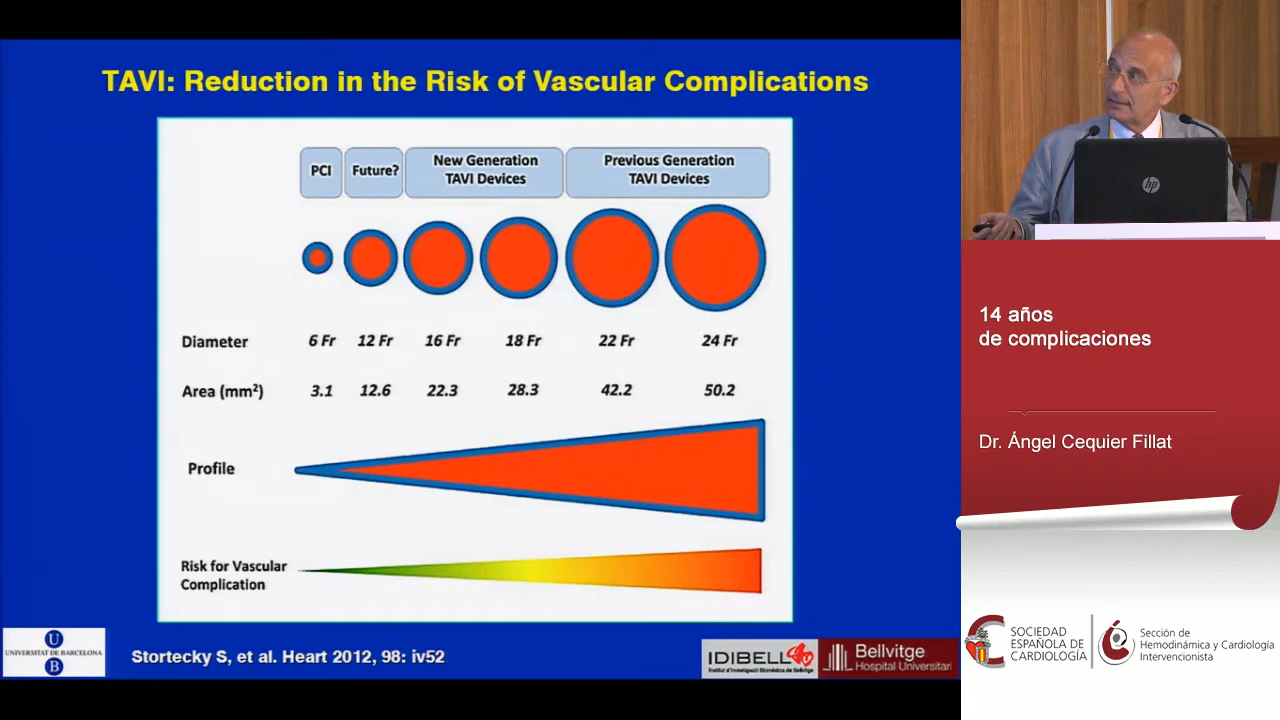 TAVI: Reduction in the Risk of Vascular Complications
PCI
Future?
New Generation
TAVI Devices
Previous Generation
TAVI Devices
Diameter 6 Fr 12 Fr 16 Fr 18 Fr 22 Fr 24 Fr
Area (mm²) 3.1 12.6 22.3 28.3 42.2 50.2
Profile
Risk for Vascular
Complication
U
UNIVERSITAT DE BARCELONA
B
Stortecky S, et al. Heart 2012, 98: iv52
IDIBELL
Institut d'Investigació Biomèdica de Bellvitge
Bellvitge
Hospital Universitari
hp
14 años
de complicaciones
Dr. Ángel Cequier Fillat
SOCIEDAD
ESPAÑOLA DE
CARDIOLOGÍA
Sección de
Hemodinámica y Cardiología
Intervencionista